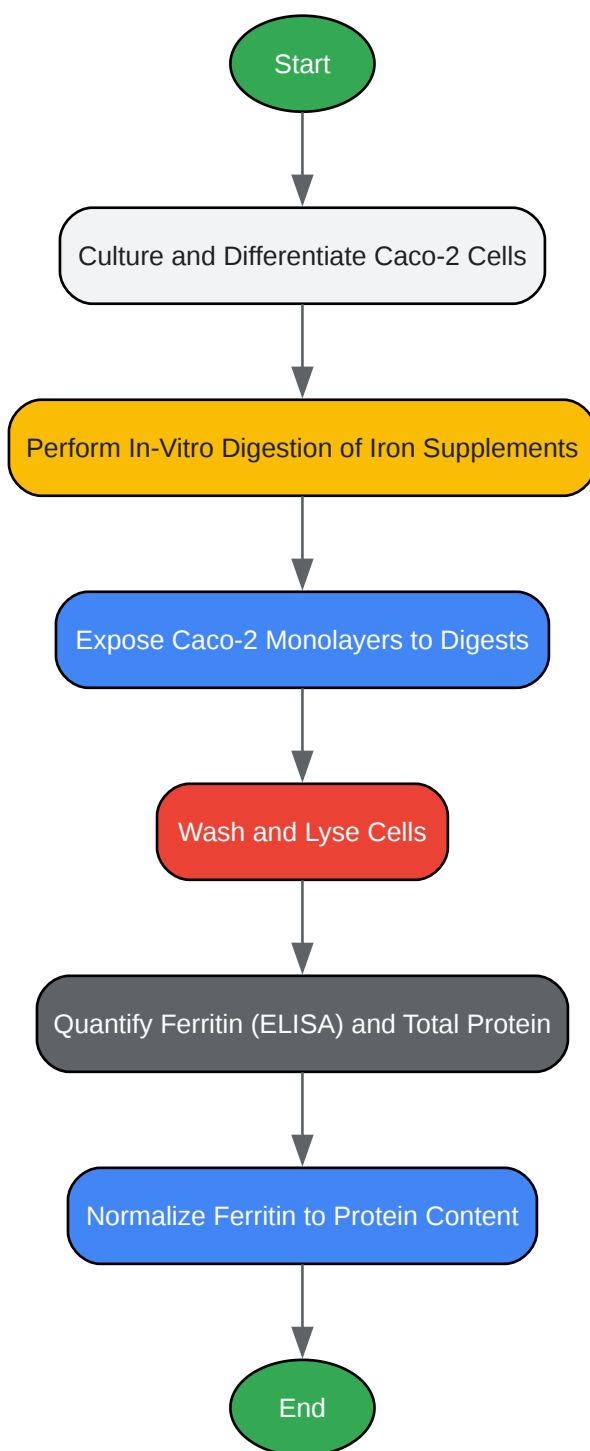 Start
Culture and Differentiate Caco-2 Cells
Perform In-Vitro Digestion of Iron Supplements
Expose Caco-2 Monolayers to Digests
Wash and Lyse Cells
Quantify Ferritin (ELISA) and Total Protein
Normalize Ferritin to Protein Content
End